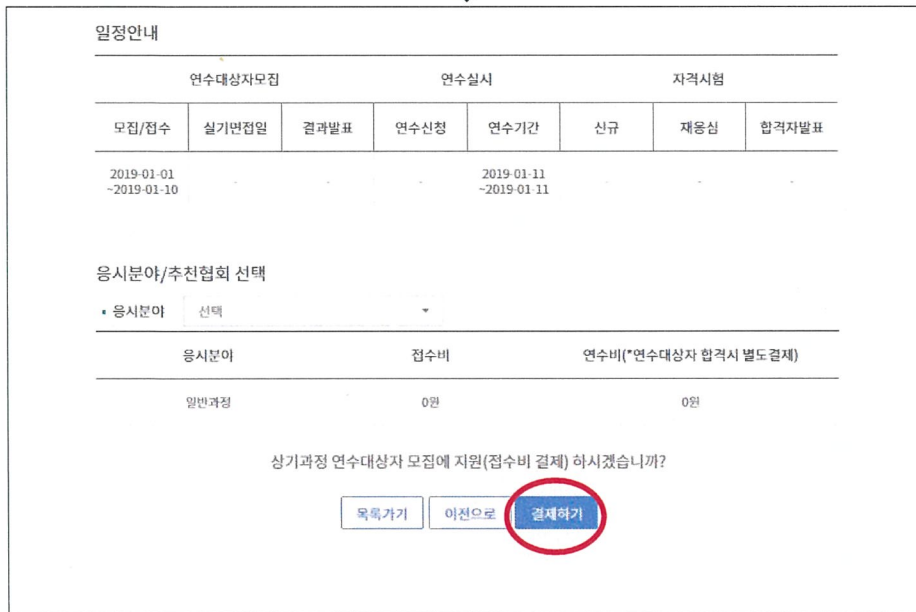 일정안내
연수대상자모집 연수실시 자격시험
모집/접수 실기면접일 결과발표 연수신청 연수기간 신규 재응심 합격자발표
2019-01-01 - - - 2019-01-11 - - -
~2019-01-10 ~2019-01-11
응시분야/추천협회 선택
▪ 응시분야 선택
응시분야 접수비 연수비(*연수대상자 합격시 별도결제)
일반과정 0원 0원
상기과정 연수대상자 모집에 지원(접수비 결제) 하시겠습니까?
목록가기 이전으로 결제하기